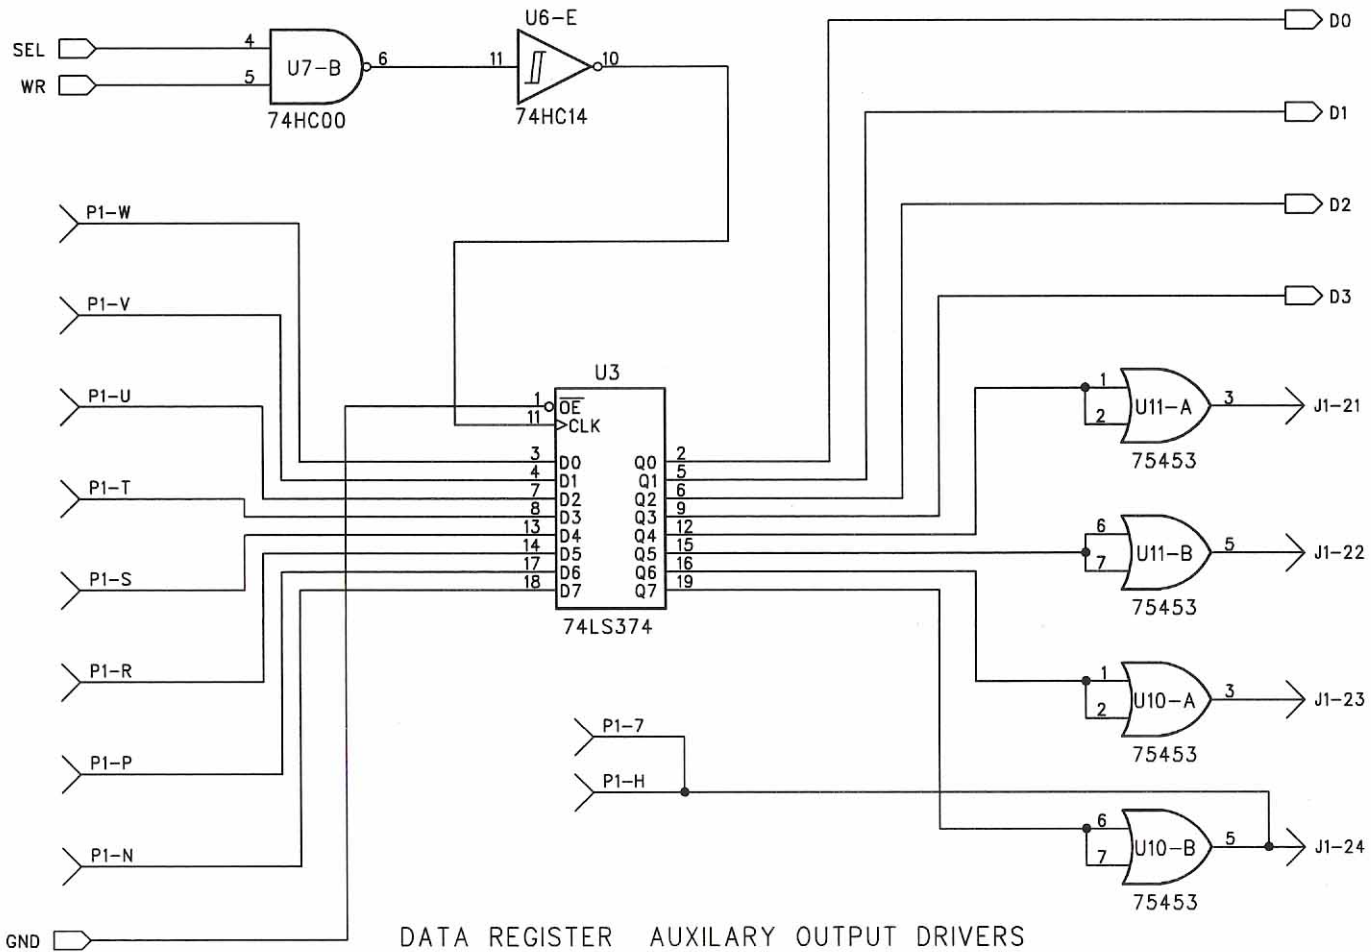 U6-E
D0
SEL
4
U7-B
6
11
10
WR
5
74HC00
74HC14
D1
P1-W
D2
P1-V
D3
U3
P1-U
1
OE
11
CLK
1
2
U11-A
3
J1-21
75453
3
D0
Q0
2
4
D1
Q1
5
P1-T
7
D2
Q2
6
8
D3
Q3
9
13
D4
Q4
12
14
D5
Q5
15
17
D6
Q6
16
18
D7
Q7
19
6
7
U11-B
5
J1-22
75453
P1-S
74LS374
P1-R
1
2
U10-A
3
J1-23
75453
P1-7
P1-P
P1-H
6
7
U10-B
5
J1-24
75453
P1-N
GND
DATA REGISTER AUXILARY OUTPUT DRIVERS